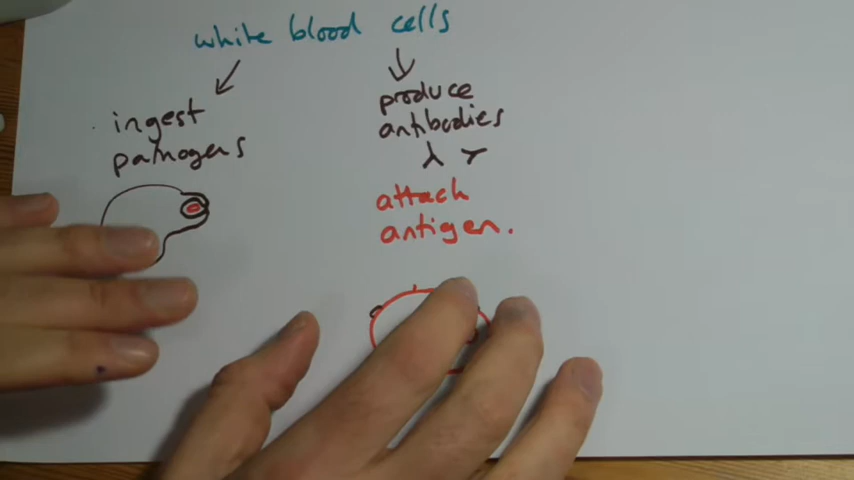 white blood cells
ingest
pathogens
produce
antibodies
attach
antigen.